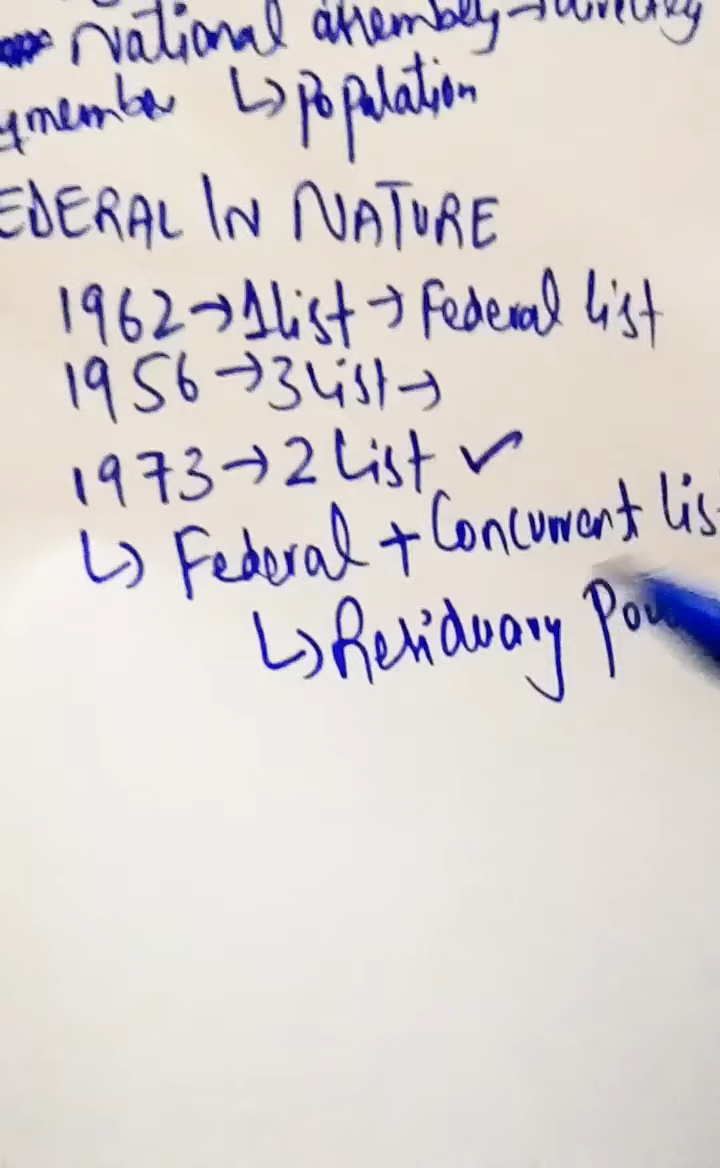 National assembly →
member ↳ population
EDERAL IN NATURE
1962 → 1 List → Federal list
1956 → 3 List →
1973 → 2 List ✓
↳ Federal + Concurrent Lis
↳ Residuary Pow